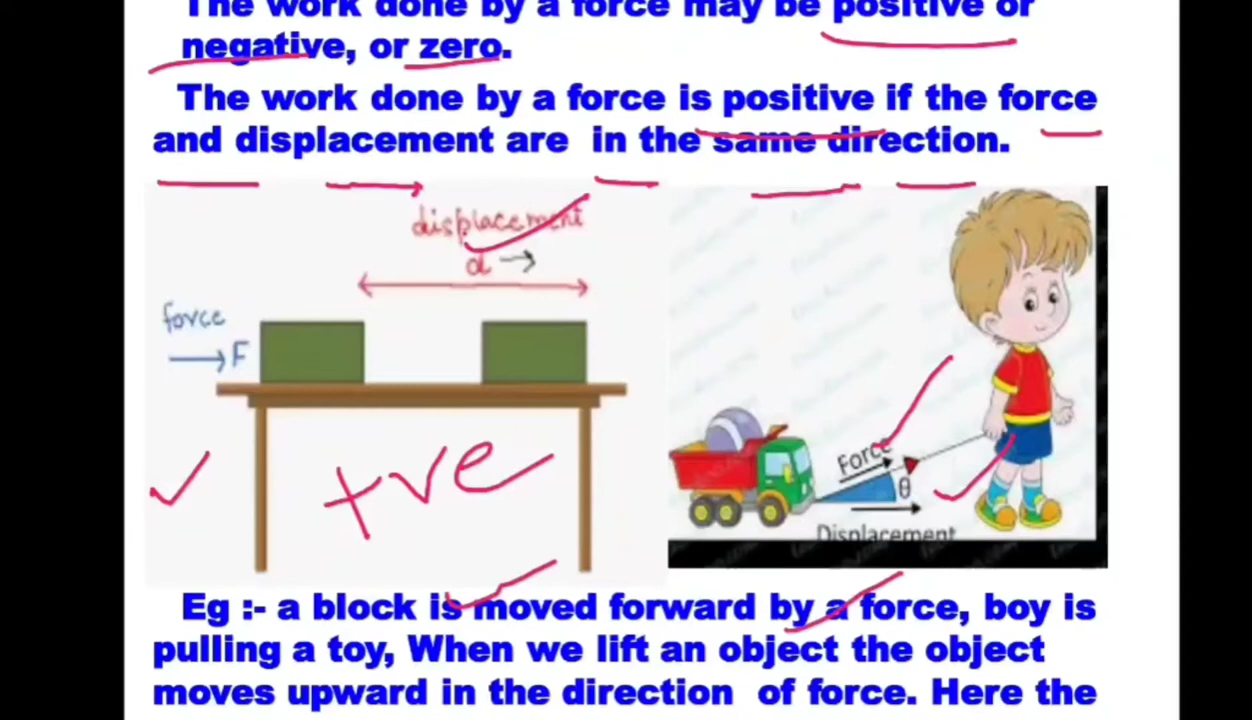 The work done by a force may be positive or
negative, or zero.
The work done by a force is positive if the force
and displacement are in the same direction.
displacement
d →
force
→ F
+ve
Force
θ
Displacement
Eg :- a block is moved forward by a force, boy is
pulling a toy, When we lift an object the object
moves upward in the direction of force. Here the